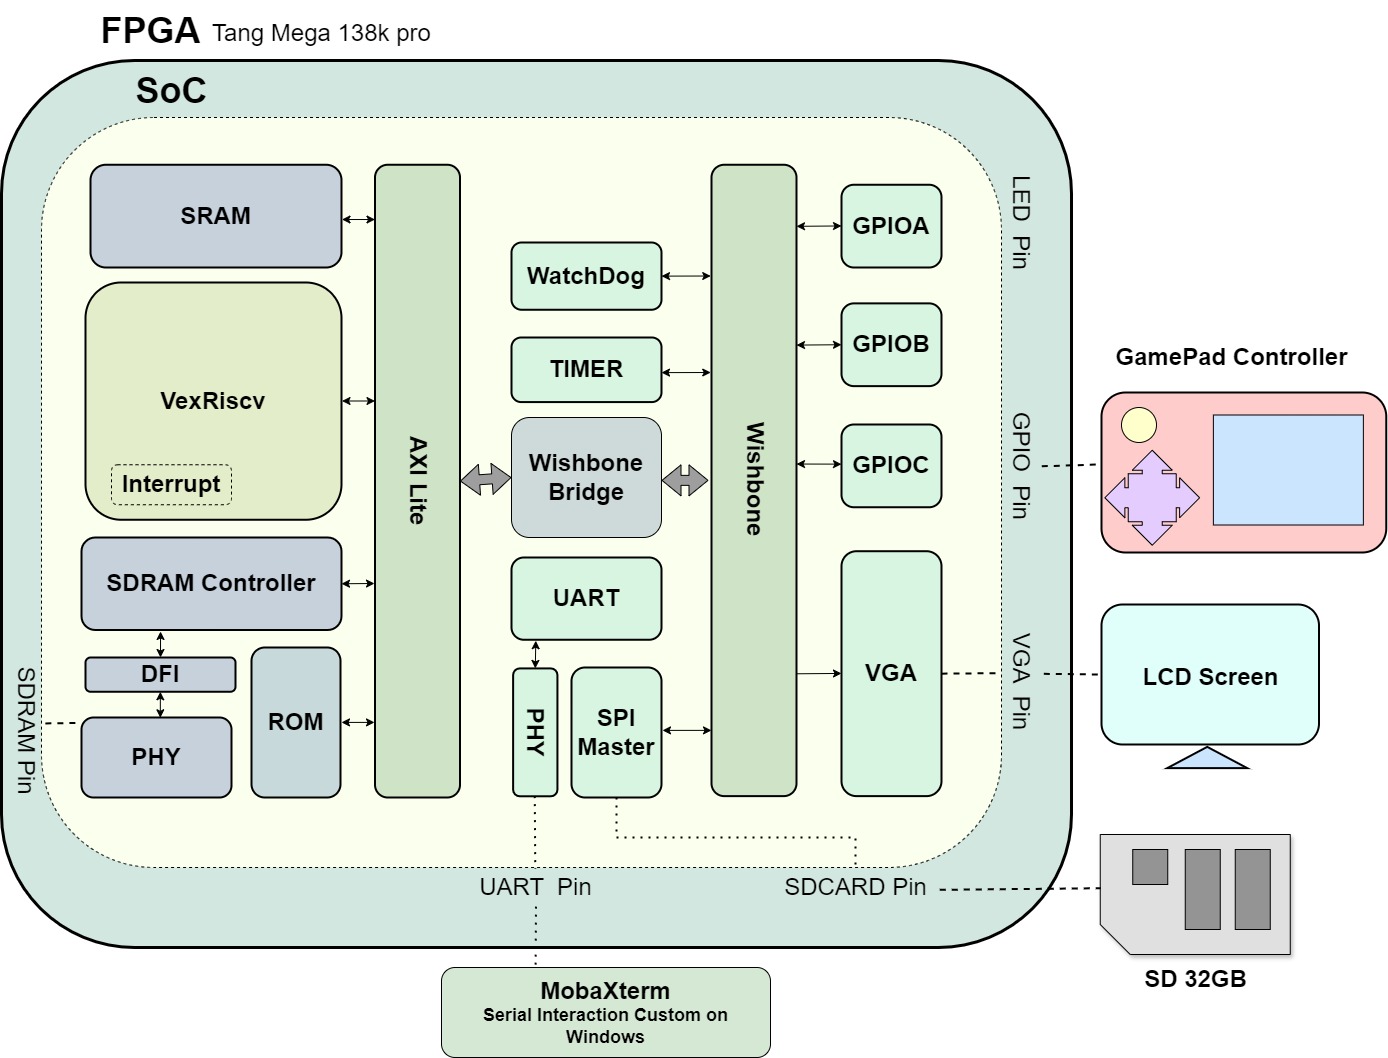 FPGA Tang Mega 138k pro
SoC
SRAM
VexRiscv
Interrupt
SDRAM Controller
DFI
PHY
ROM
SDRAM Pin
AXI Lite
WatchDog
TIMER
Wishbone
Bridge
UART
PHY
SPI
Master
Wishbone
GPIOA
GPIOB
GPIOC
VGA
LED Pin
GPIO Pin
VGA Pin
UART Pin
SDCARD Pin
GamePad Controller
LCD Screen
SD 32GB
MobaXterm
Serial Interaction Custom on
Windows